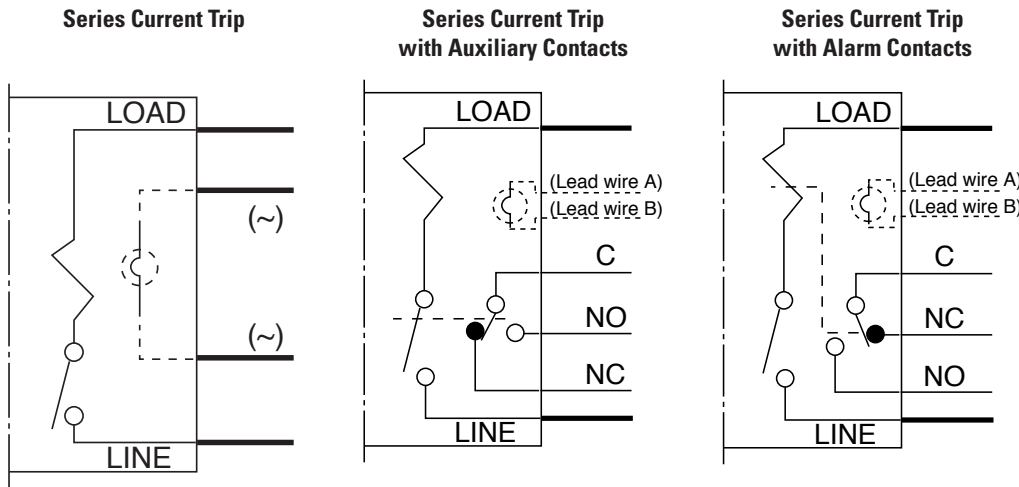 Series Current Trip
LOAD
(~)
(~)
LINE
Series Current Trip
with Auxiliary Contacts
LOAD
(Lead wire A)
(Lead wire B)
C
NO
NC
LINE
Series Current Trip
with Alarm Contacts
LOAD
(Lead wire A)
(Lead wire B)
C
NC
NO
LINE